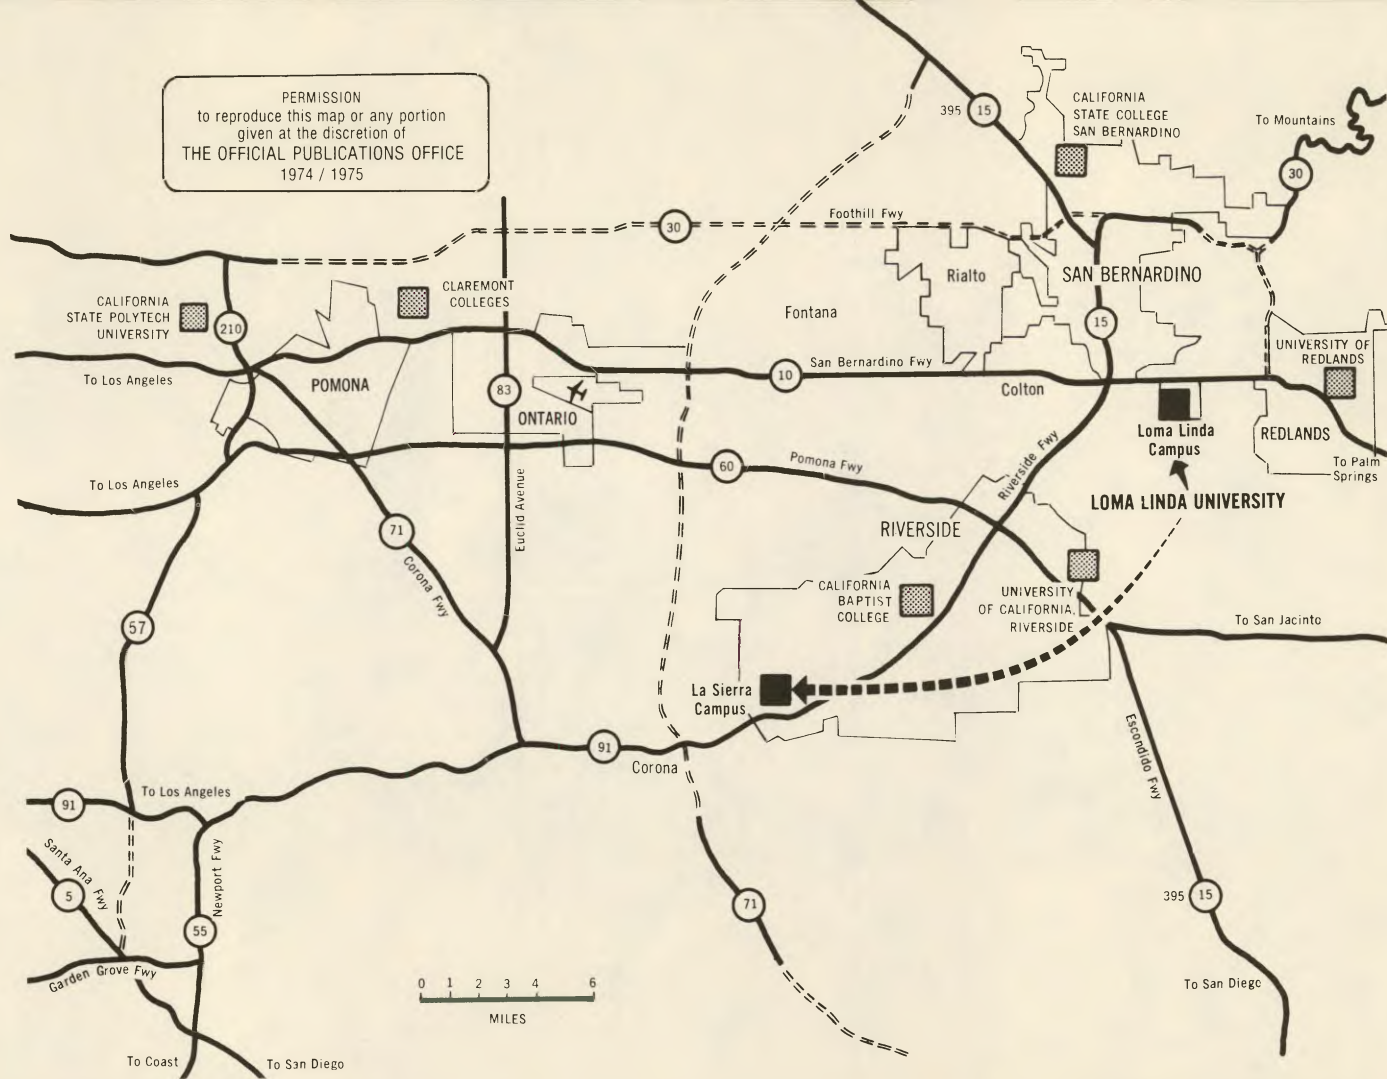 PERMISSION
to reproduce this map or any portion
given at the discretion of
THE OFFICIAL PUBLICATIONS OFFICE
1974 / 1975
395
15
CALIFORNIA
STATE COLLEGE
SAN BERNARDINO
To Mountains
30
Foothill Fwy
30
CALIFORNIA
STATE POLYTECH
UNIVERSITY
210
CLAREMONT
COLLEGES
Rialto
SAN BERNARDINO
Fontana
15
UNIVERSITY OF
REDLANDS
To Los Angeles
POMONA
83
ONTARIO
10
San Bernardino Fwy
Colton
Loma Linda
Campus
REDLANDS
To Palm
Springs
To Los Angeles
60
Pomona Fwy
Riverside Fwy
LOMA LINDA UNIVERSITY
71
Corona Fwy
Euclid Avenue
RIVERSIDE
CALIFORNIA
BAPTIST
COLLEGE
UNIVERSITY
OF CALIFORNIA,
RIVERSIDE
To San Jacinto
57
La Sierra
Campus
91
Corona
Escondido Fwy
91
To Los Angeles
Santa Ana Fwy
5
Newport Fwy
55
71
395
15
Garden Grove Fwy
To San Diego
0 1 2 3 4 6
MILES
To Coast
To San Diego